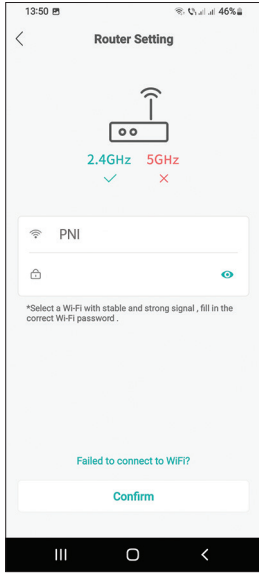 13:50 46%
Router Setting
2.4GHz 5GHz
PNI
*Select a Wi-Fi with stable and strong signal , fill in the
correct Wi-Fi password .
Failed to connect to WiFi?
Confirm